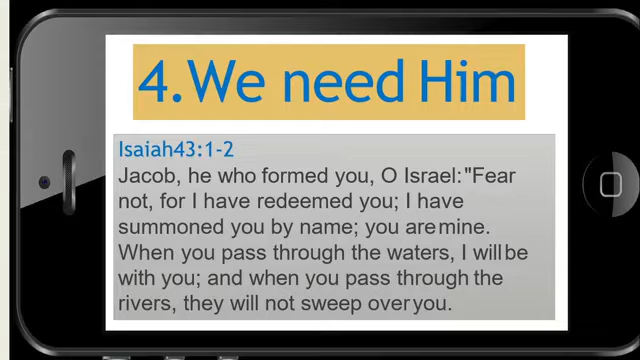 4.We need Him
Isaiah43:1-2
Jacob, he who formed you, O Israel:"Fear
not, for I have redeemed you; I have
summoned you by name; you are mine.
When you pass through the waters, I will be
with you; and when you pass through the
rivers, they will not sweep over you.